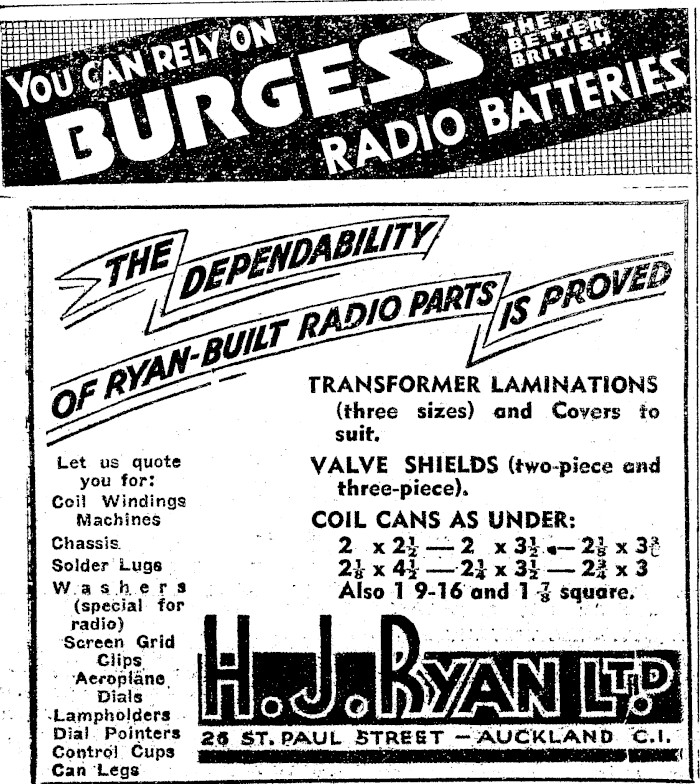 YOU CAN RELY ON
BURGESS
THE
BETTER
BRITISH
RADIO BATTERIES
THE DEPENDABILITY
OF RYAN-BUILT RADIO PARTS IS PROVED
TRANSFORMER LAMINATIONS
(three sizes) and Covers to
suit.
VALVE SHIELDS (two-piece and
three-piece).
COIL CANS AS UNDER:
2 x 2½ — 2 x 3½ — 2⅛ x
2⅛ x 4½ — 2¼ x 3½ — 2¾ x 3
Also 1 9-16 and 1 ⅞ square.
Let us quote
you for:
Coil Windings
Machines
Chassis
Solder Lugs
Washers
(special for
radio)
Screen Grid
Clips
Aeroplane
Dials
Lampholders
Dial Pointers
Control Cups
Can Legs
H.J. RYAN LTD.
26 ST. PAUL STREET — AUCKLAND C.I.